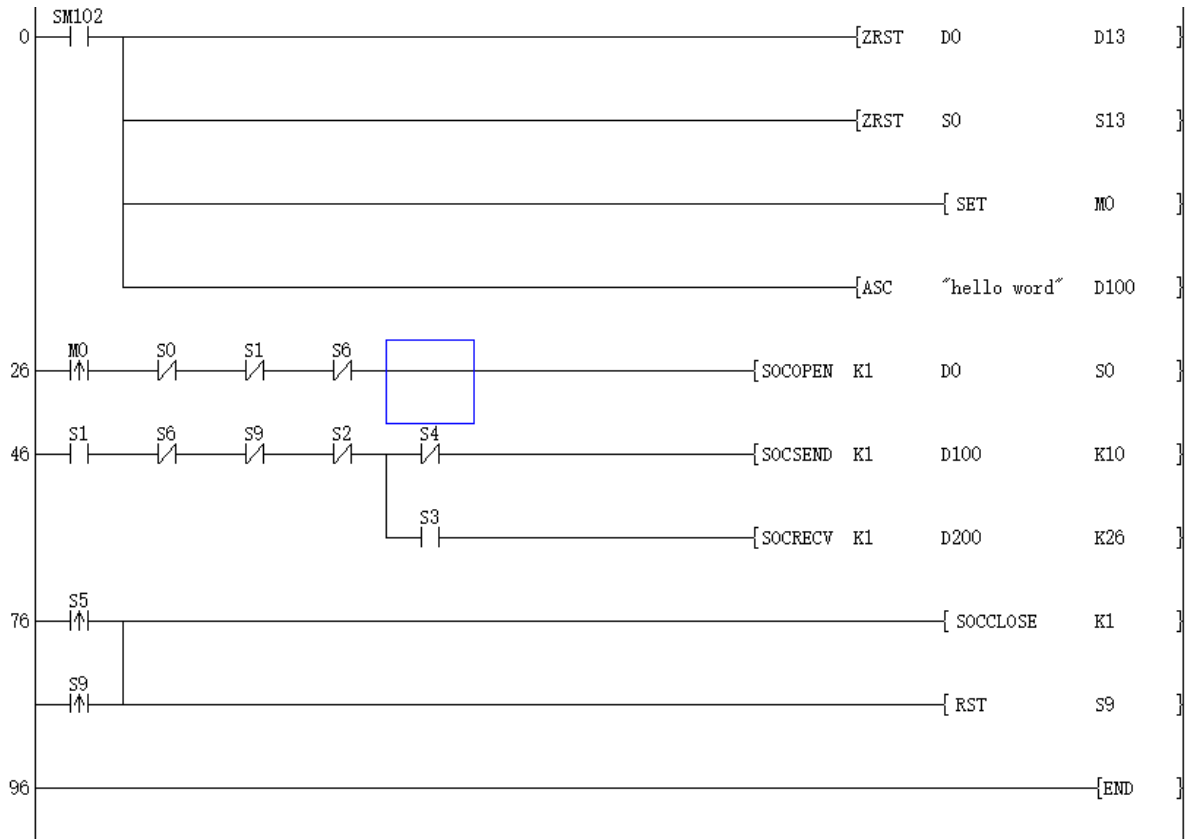 SM102
0 [ZRST D0 D13 ]
[ZRST S0 S13 ]
[ SET M0 ]
[ASC "hello word" D100 ]
M0 S0 S1 S6
26 [SOCOPEN K1 D0 S0 ]
S1 S6 S9 S2 S4
46 [SOCSEND K1 D100 K10 ]
S3
[SOCRECV K1 D200 K26 ]
S5
76 [ SOCCLOSE K1 ]
S9
[ RST S9 ]
96 [END ]